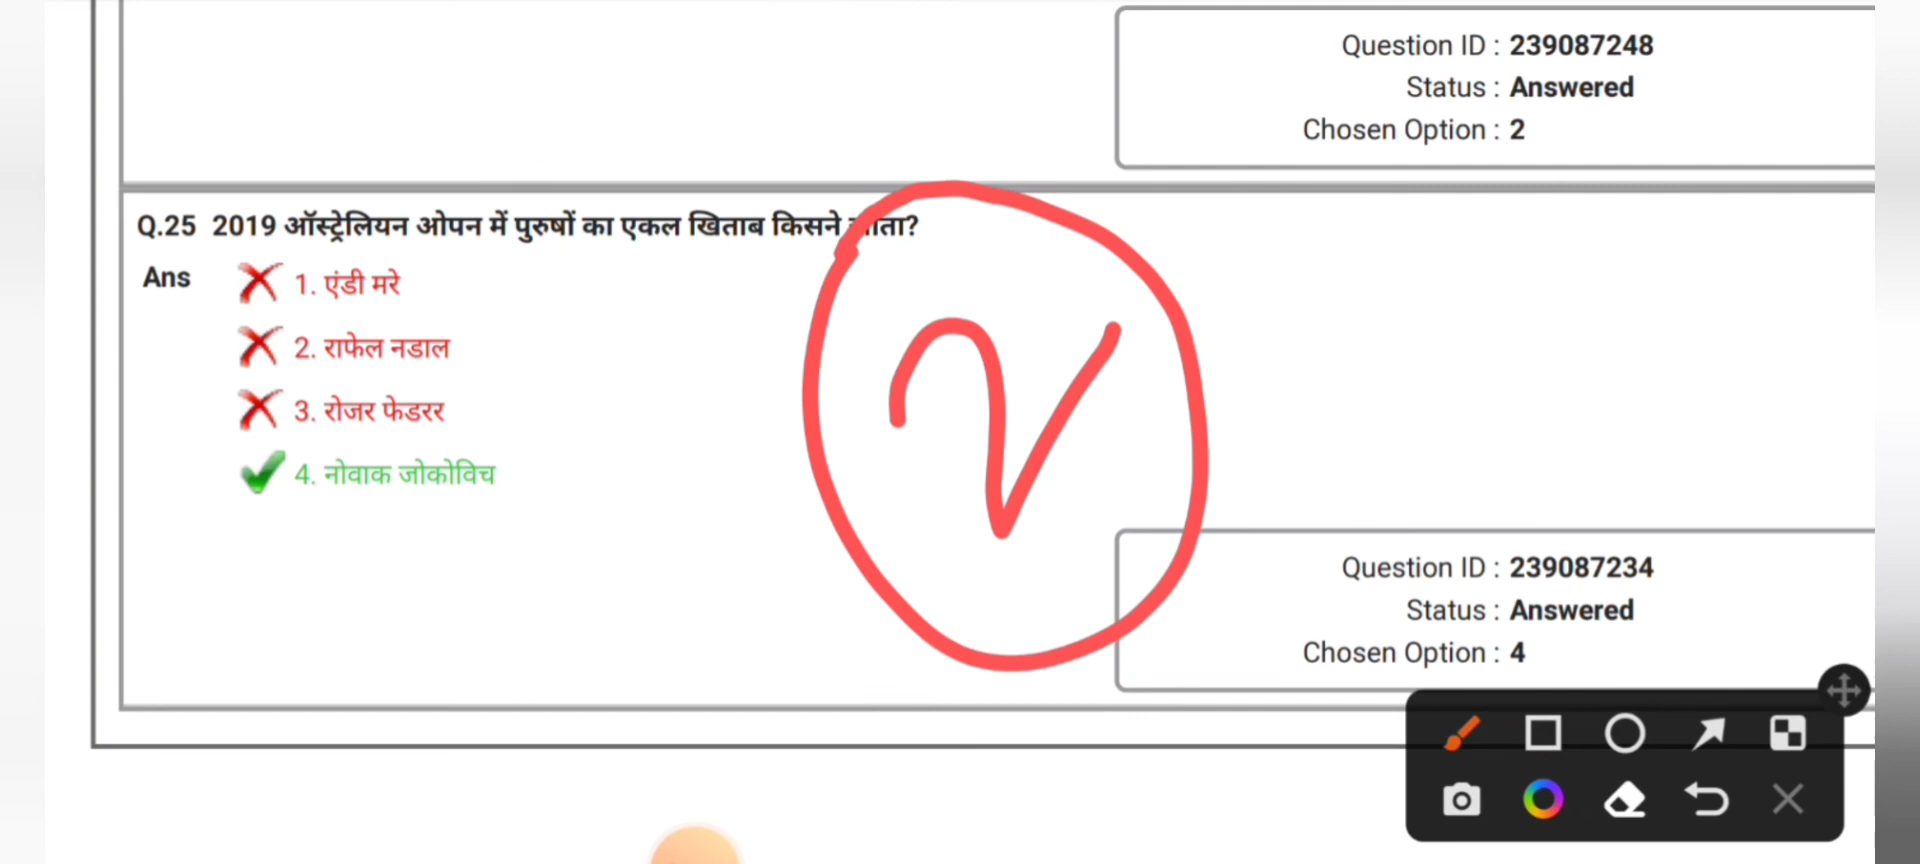 Question ID : 239087248
Status : Answered
Chosen Option : 2
Q.25 2019 ऑस्ट्रेलियन ओपन में पुरुषों का एकल खिताब किसने
Ans
1. एंडी मरे
2. राफेल नडाल
3. रोजर फेडरर
4. नोवाक जोकोविच
Question ID : 239087234
Status : Answered
Chosen Option : 4